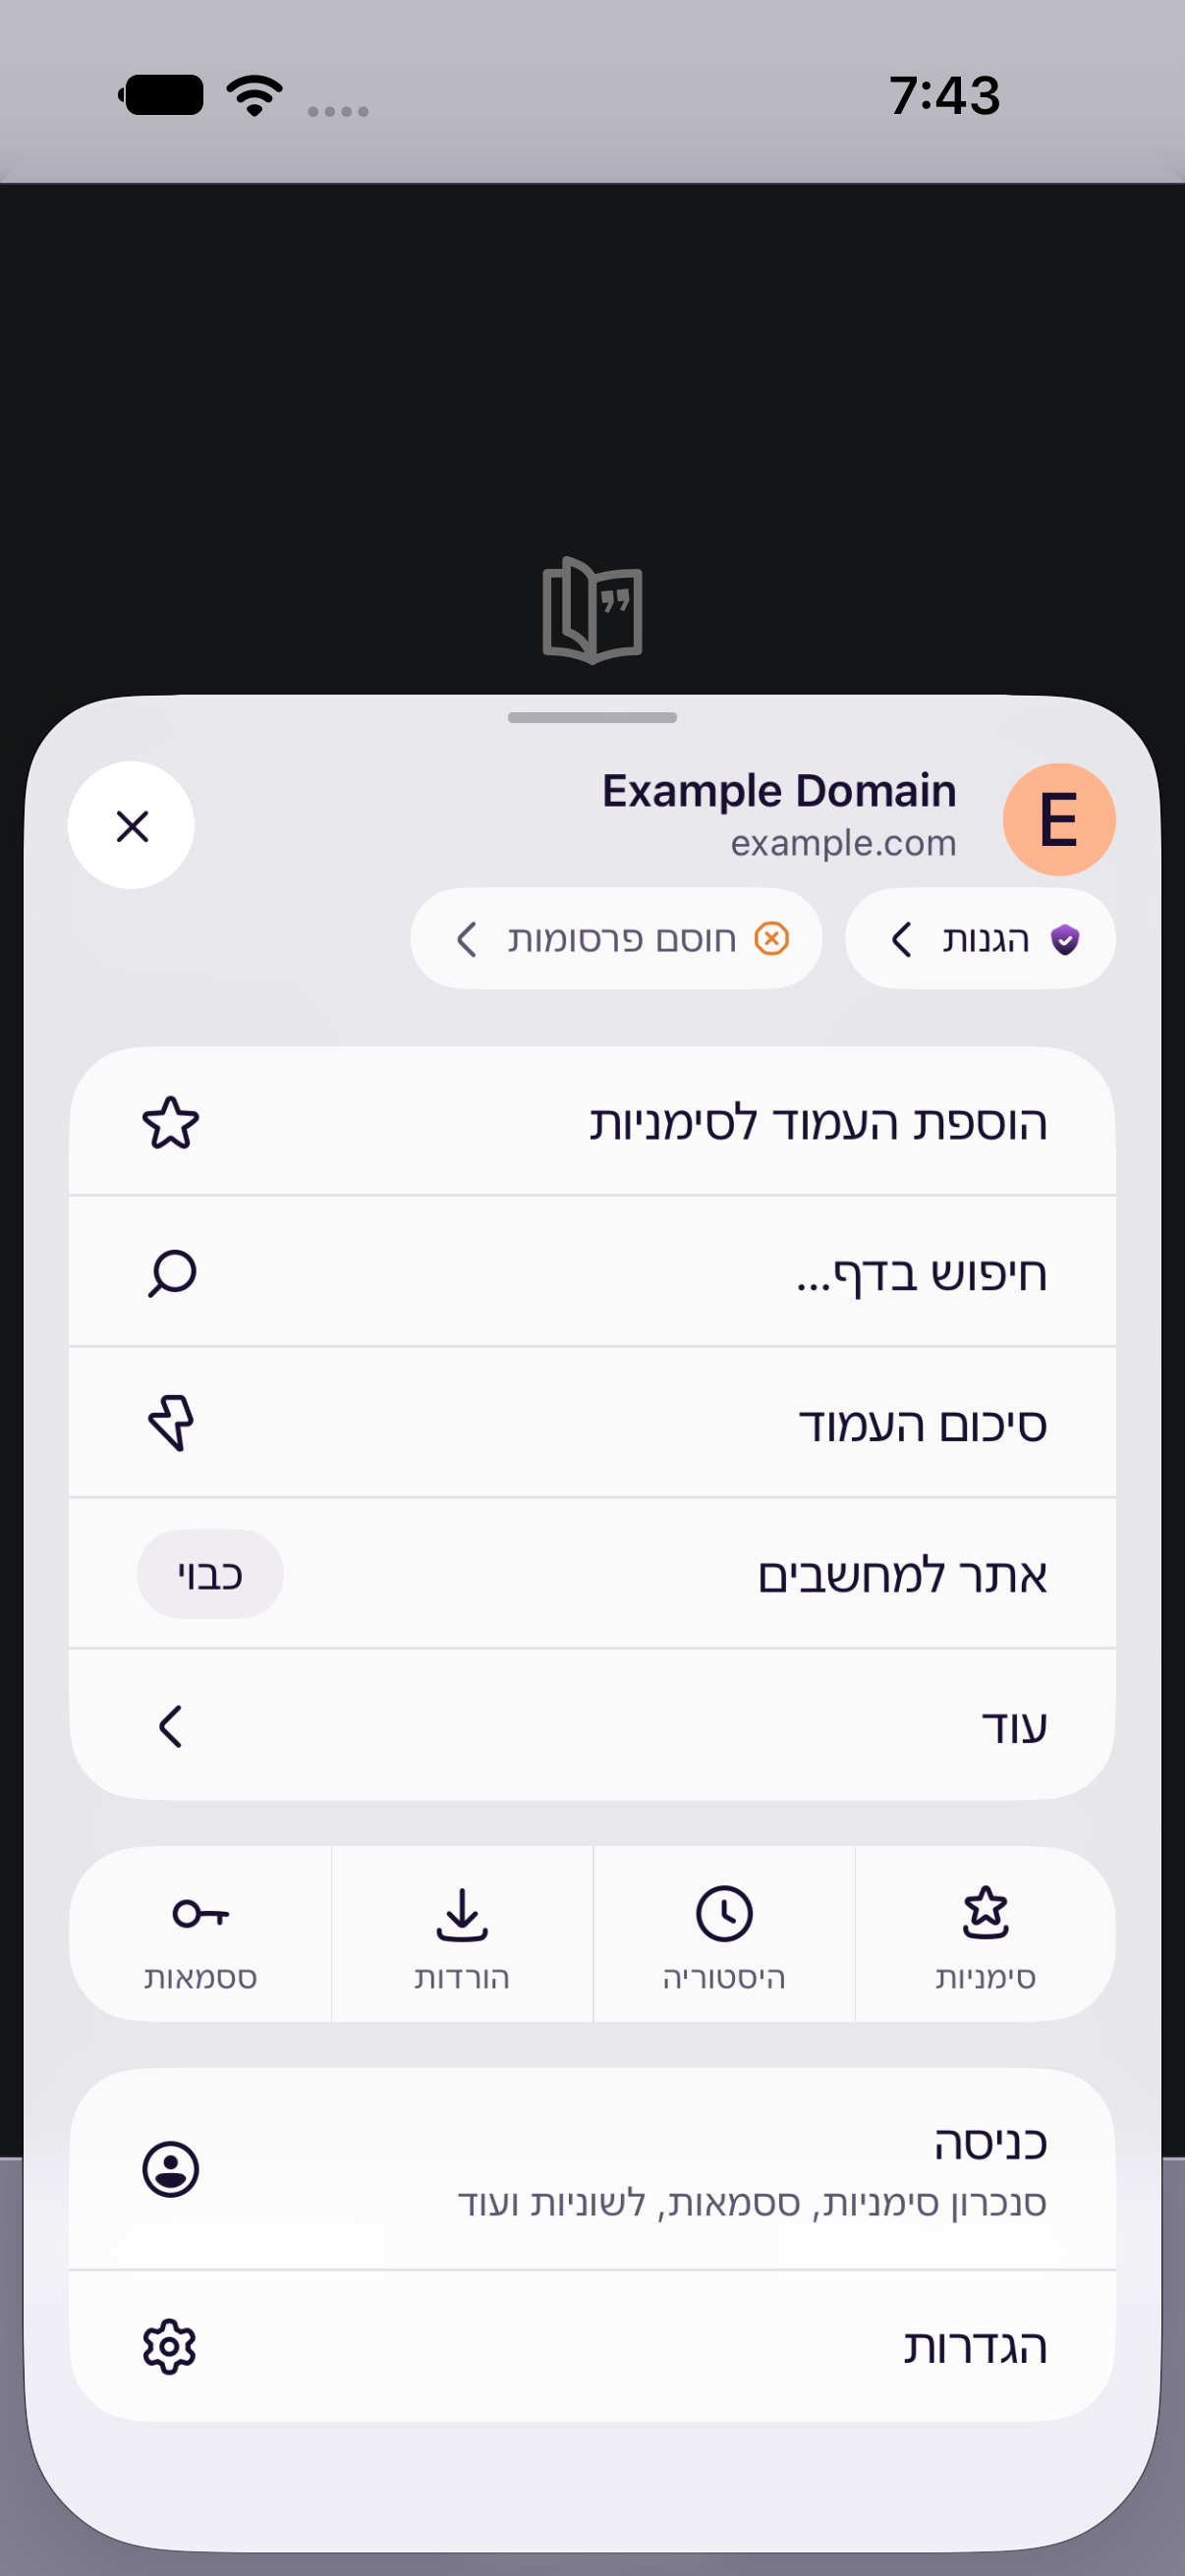 7:43
Example Domain
example.com
E
הגנות
חוסם פרסומות
הוספת העמוד לסימניות
חיפוש בדף...
סיכום העמוד
אתר למחשבים
כבוי
עוד
סימניות
היסטוריה
הורדות
ססמאות
כניסה
סנכרון סימניות, ססמאות, לשוניות ועוד
הגדרות